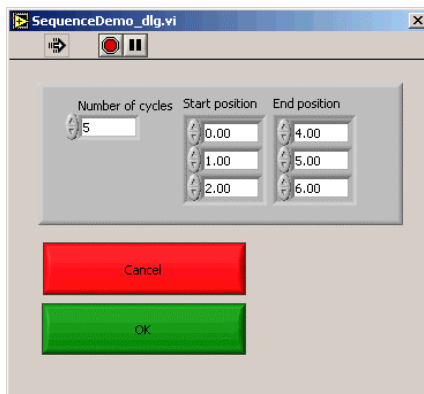 SequenceDemo_dlg.vi
Number of cycles Start position End position
5 0.00 4.00
1.00 5.00
2.00 6.00
Cancel
OK